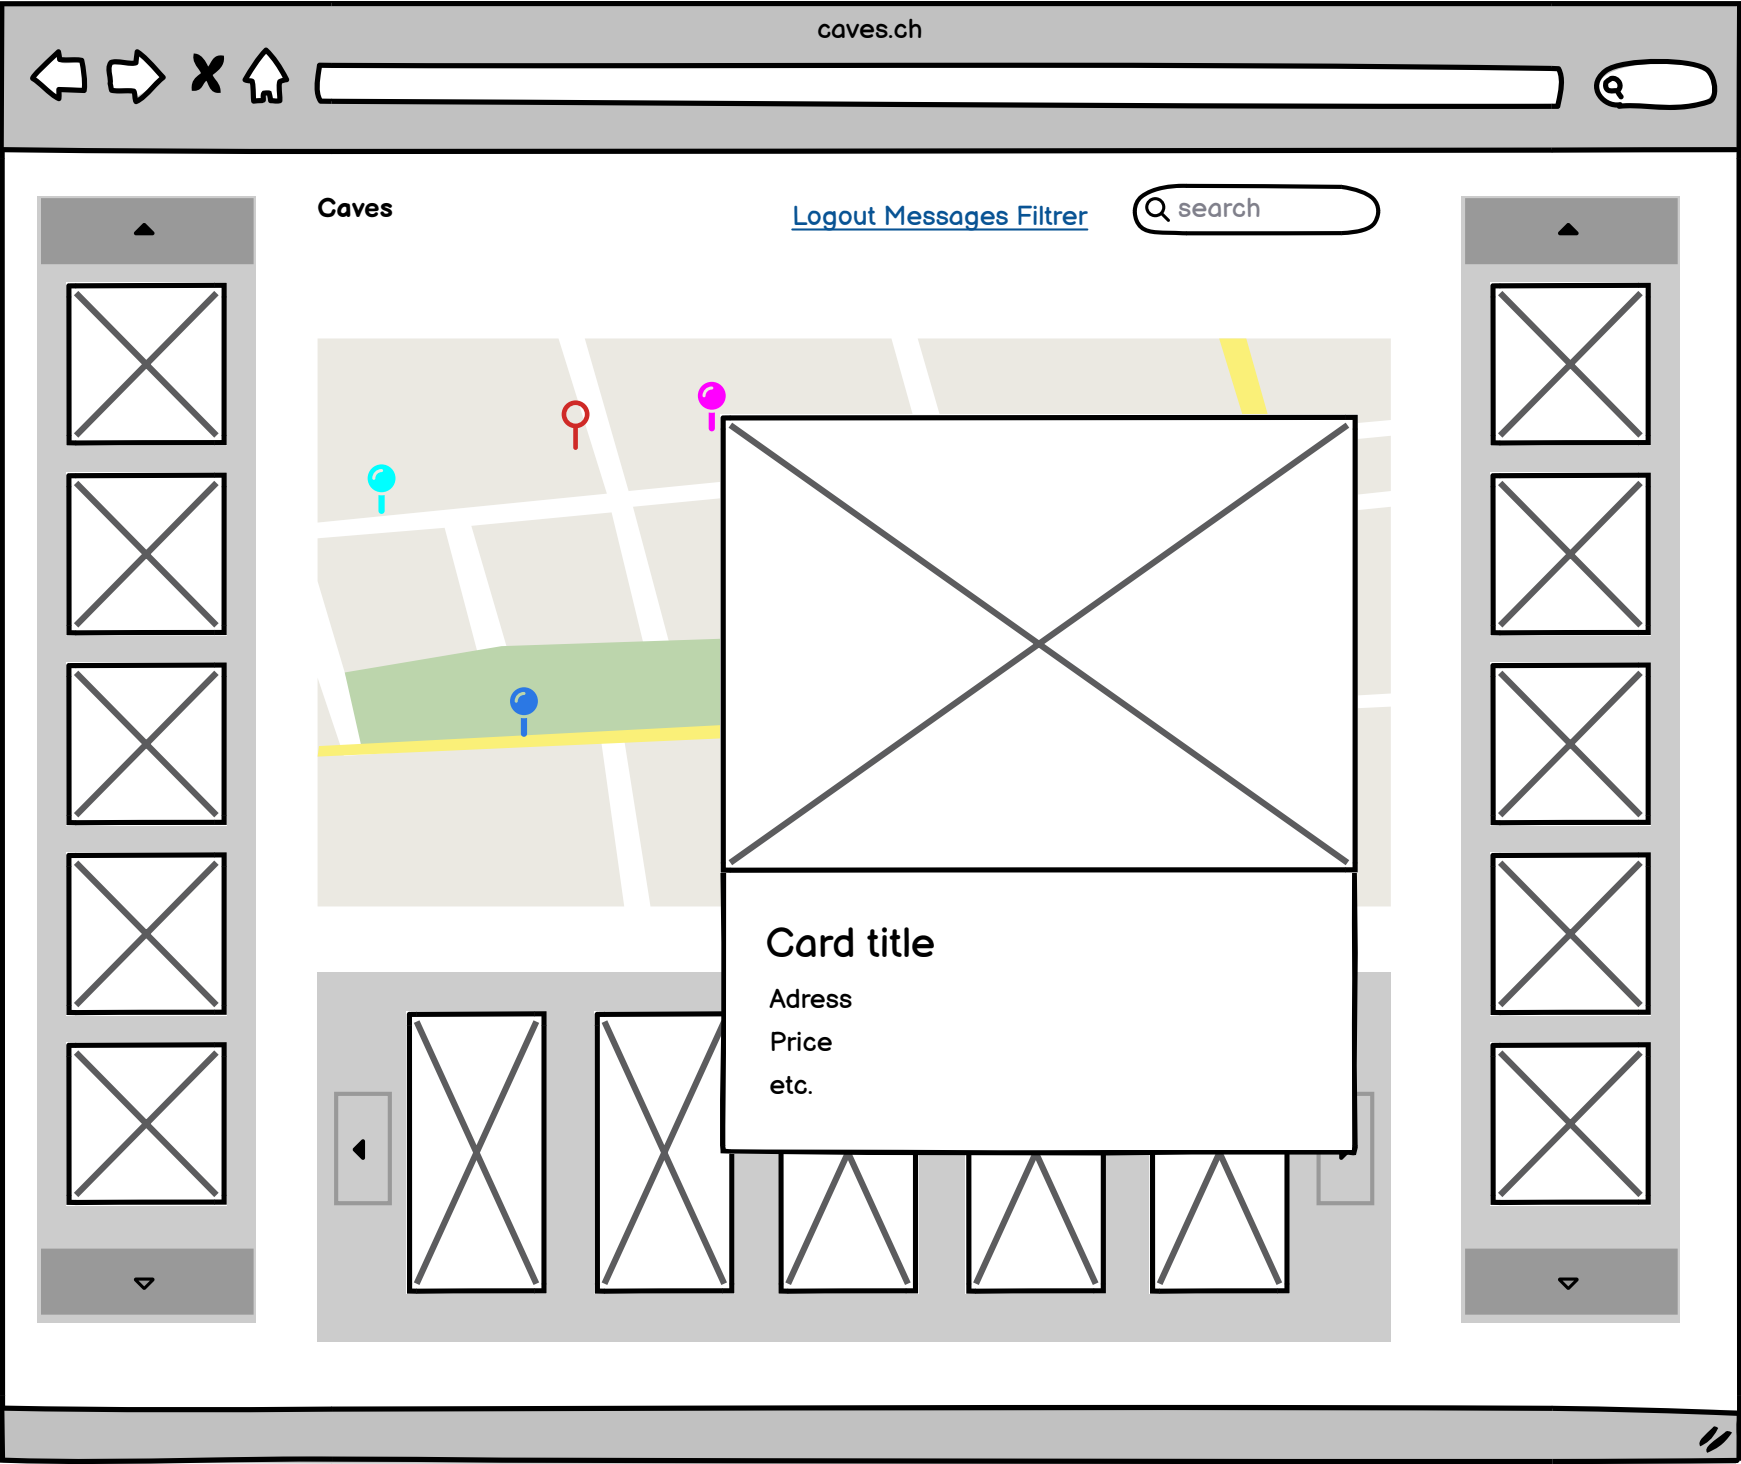 caves.ch
Caves
Logout Messages Filtrer
search
Card title
Adress
Price
etc.